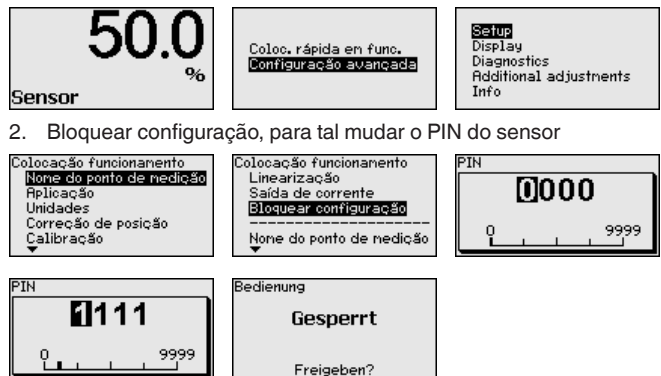 50.0
%
Sensor
Coloc. rápida en func.
Configuração avançada
Setup
Display
Diagnostics
Additional adjustments
Info
2. Bloquear configuração, para tal mudar o PIN do sensor
Colocação funcionamento
Nome do ponto de medição
Aplicação
Unidades
Correção de posição
Calibração
Colocação funcionamento
Linearização
Saída de corrente
Bloquear configuração
Nome do ponto de medição
PIN
0000
0 9999
PIN
1111
0 9999
Bedienung
Gesperrt
Freigeben?